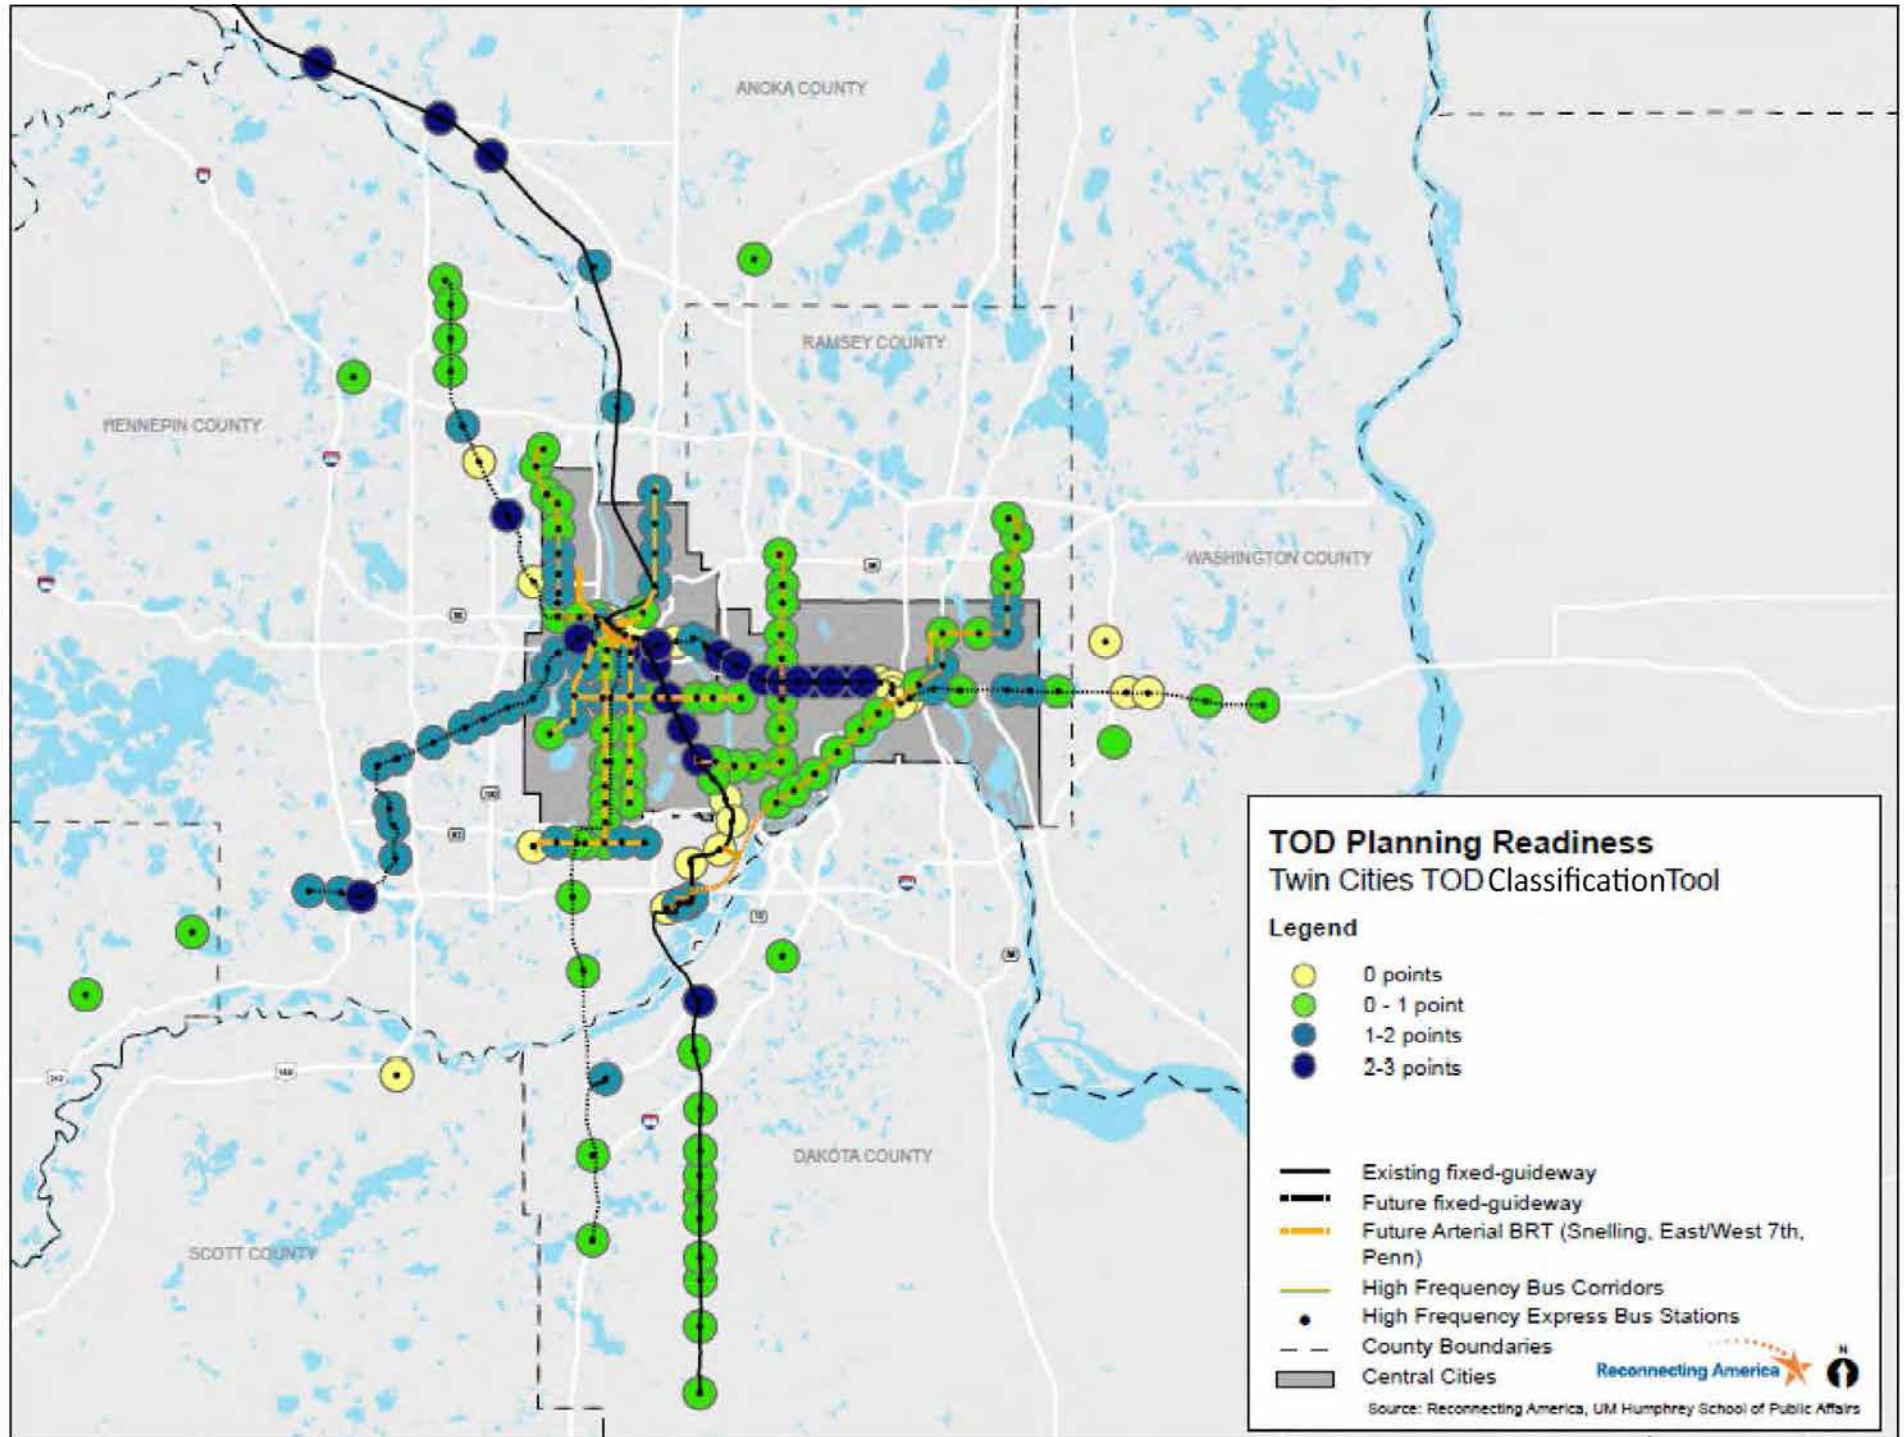 ANOKA COUNTY
RAMSEY COUNTY
HENNEPIN COUNTY
WASHINGTON COUNTY
DAKOTA COUNTY
SCOTT COUNTY
TOD Planning Readiness
Twin Cities TOD Classification Tool
Legend
0 points
0 - 1 point
1-2 points
2-3 points
Existing fixed-guideway
Future fixed-guideway
Future Arterial BRT (Snelling, East/West 7th,
Penn)
High Frequency Bus Corridors
High Frequency Express Bus Stations
County Boundaries
Central Cities
Reconnecting America
N
Source: Reconnecting America, UM Humphrey School of Public Affairs